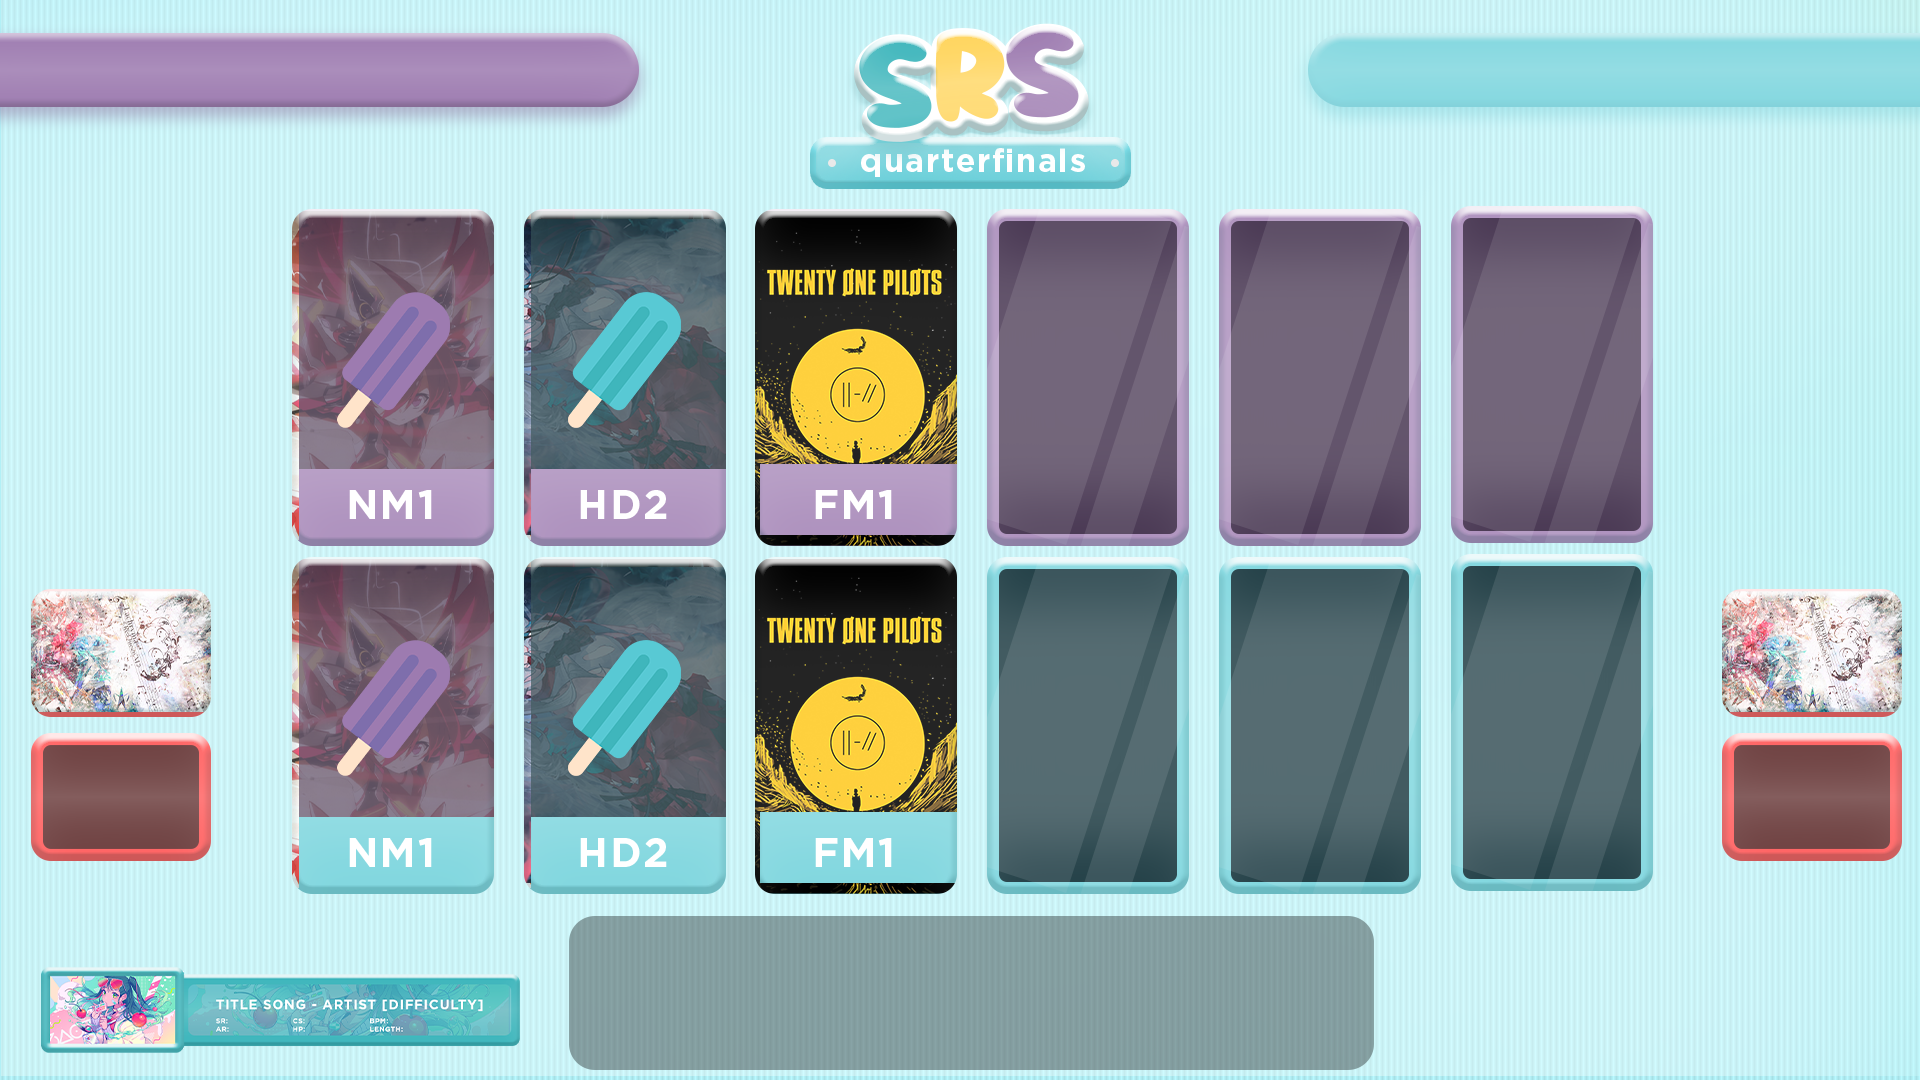 SRS
quarterfinals
TWENTY ØNE PILØTS
||-//
NM1
HD2
FM1
TWENTY ØNE PILØTS
||-//
NM1
HD2
FM1
TITLE SONG - ARTIST [DIFFICULTY]
SR: CS: BPM:
AR: HP: LENGTH: